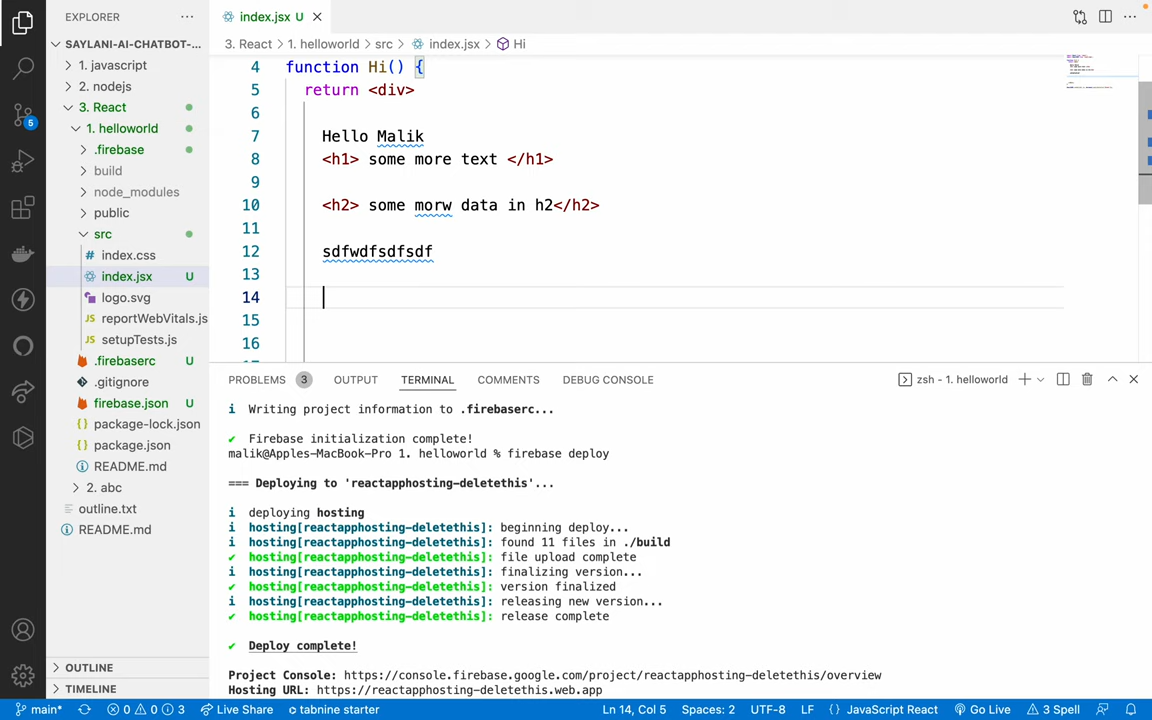 EXPLORER
index.jsx U
SAYLANI-AI-CHATBOT-...
3. React > 1. helloworld > src > index.jsx > Hi
1. javascript
2. nodejs
3. React
1. helloworld
.firebase
build
node_modules
public
src
# index.css
index.jsx U
logo.svg
JS reportWebVitals.js
JS setupTests.js
.firebaserc U
.gitignore
firebase.json U
{} package-lock.json
{} package.json
README.md
2. abc
outline.txt
README.md
5
OUTLINE
TIMELINE
4 function Hi() {
5 return <div>
6
7 Hello Malik
8 <h1> some more text </h1>
9
10 <h2> some morw data in h2</h2>
11
12 sdfwdfsdfsdf
13
14
15
16
PROBLEMS 3 OUTPUT TERMINAL COMMENTS DEBUG CONSOLE zsh - 1. helloworld
i Writing project information to .firebaserc...
✔ Firebase initialization complete!
malik@Apples-MacBook-Pro 1. helloworld % firebase deploy
=== Deploying to 'reactapphosting-deletethis'...
i deploying hosting
i hosting[reactapphosting-deletethis]: beginning deploy...
i hosting[reactapphosting-deletethis]: found 11 files in ./build
✔ hosting[reactapphosting-deletethis]: file upload complete
i hosting[reactapphosting-deletethis]: finalizing version...
✔ hosting[reactapphosting-deletethis]: version finalized
i hosting[reactapphosting-deletethis]: releasing new version...
✔ hosting[reactapphosting-deletethis]: release complete
✔ Deploy complete!
Project Console: https://console.firebase.google.com/project/reactapphosting-deletethis/overview
Hosting URL: https://reactapphosting-deletethis.web.app
main* 0 0 3 Live Share tabnine starter Ln 14, Col 5 Spaces: 2 UTF-8 LF {} JavaScript React Go Live 3 Spell